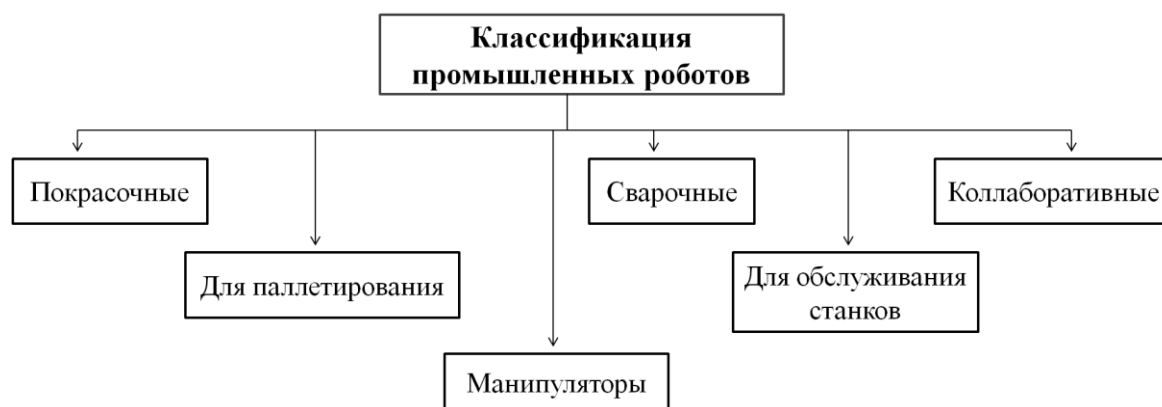 Классификация
промышленных роботов
Покрасочные
Сварочные
Коллаборативные
Для паллетирования
Для обслуживания
станков
Манипуляторы